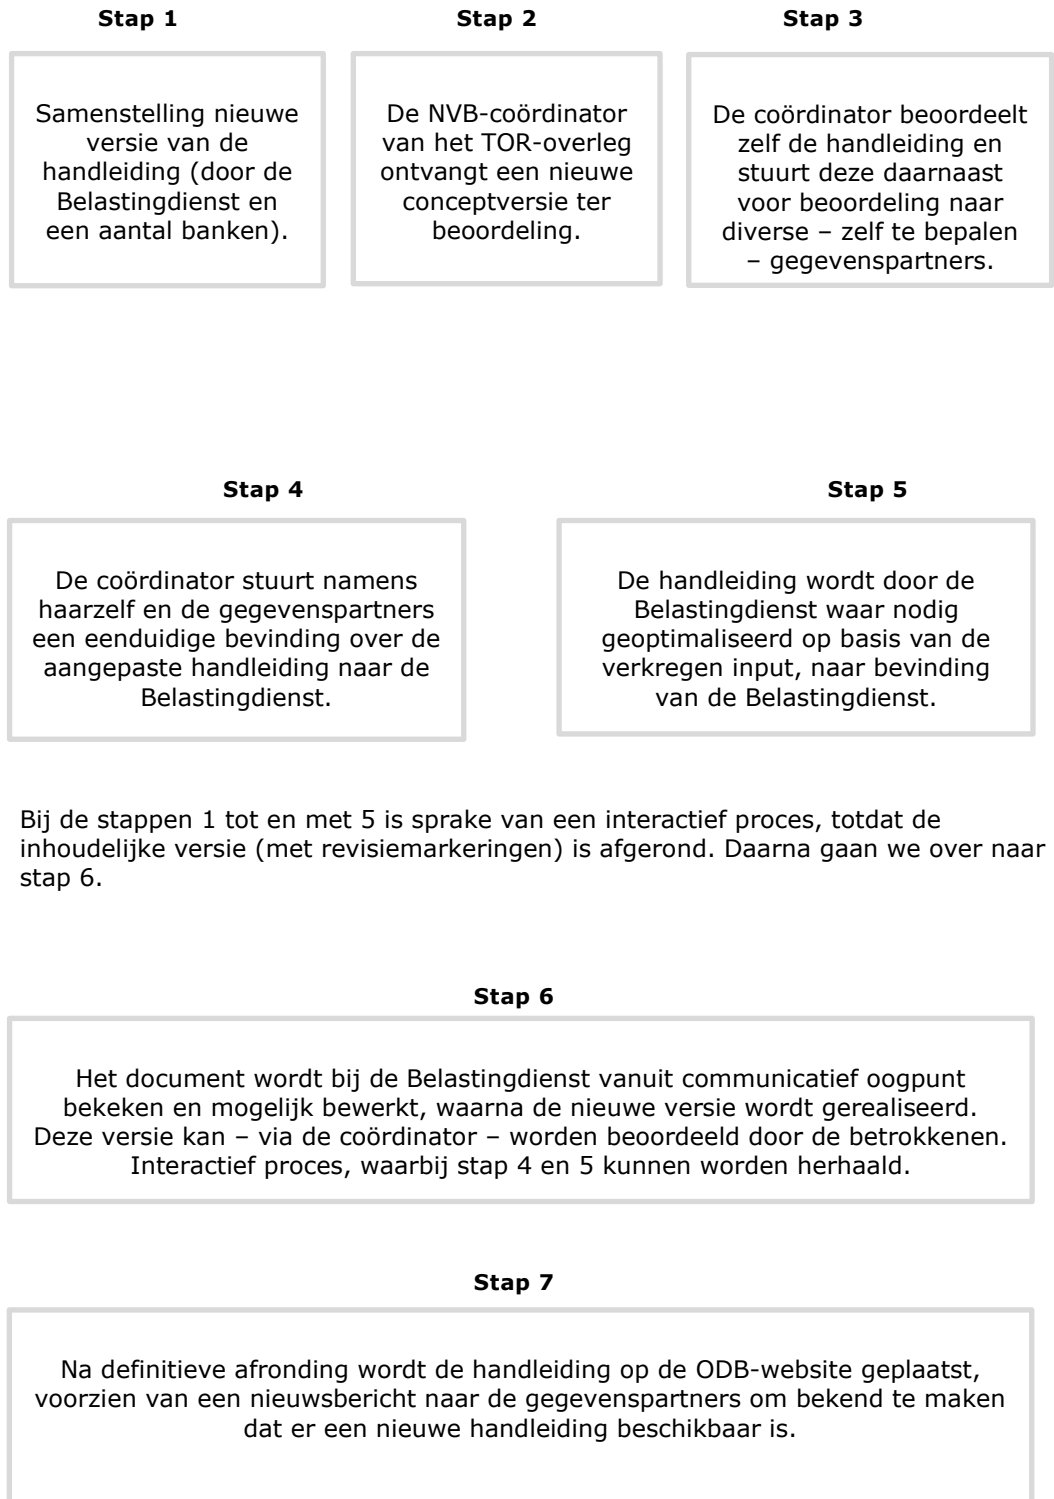 Stap 1
Samenstelling nieuwe
versie van de
handleiding (door de
Belastingdienst en
een aantal banken).
Stap 2
De NVB-coördinator
van het TOR-overleg
ontvangt een nieuwe
conceptversie ter
beoordeling.
Stap 3
De coördinator beoordeelt
zelf de handleiding en
stuurt deze daarnaast
voor beoordeling naar
diverse – zelf te bepalen
– gegevenspartners.
Stap 4
De coördinator stuurt namens
haarzelf en de gegevenspartners
een eenduidige bevinding over de
aangepaste handleiding naar de
Belastingdienst.
Stap 5
De handleiding wordt door de
Belastingdienst waar nodig
geoptimaliseerd op basis van de
verkregen input, naar bevinding
van de Belastingdienst.
Bij de stappen 1 tot en met 5 is sprake van een interactief proces, totdat de
inhoudelijke versie (met revisiemarkeringen) is afgerond. Daarna gaan we over naar
stap 6.
Stap 6
Het document wordt bij de Belastingdienst vanuit communicatief oogpunt
bekeken en mogelijk bewerkt, waarna de nieuwe versie wordt gerealiseerd.
Deze versie kan – via de coördinator – worden beoordeeld door de betrokkenen.
Interactief proces, waarbij stap 4 en 5 kunnen worden herhaald.
Stap 7
Na definitieve afronding wordt de handleiding op de ODB-website geplaatst,
voorzien van een nieuwsbericht naar de gegevenspartners om bekend te maken
dat er een nieuwe handleiding beschikbaar is.